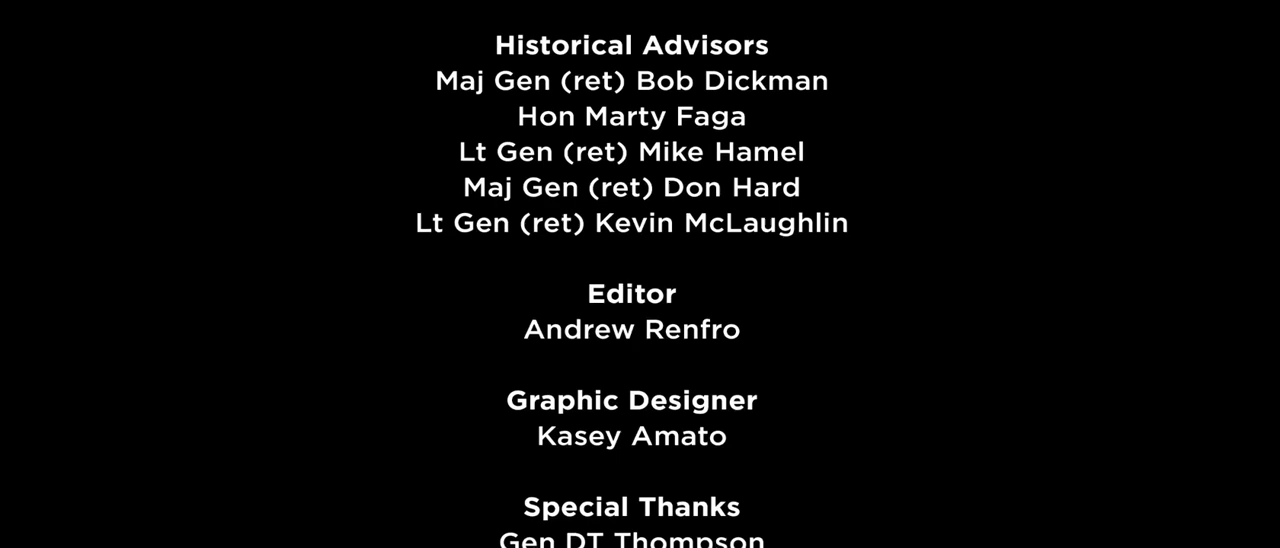 Historical Advisors
Maj Gen (ret) Bob Dickman
Hon Marty Faga
Lt Gen (ret) Mike Hamel
Maj Gen (ret) Don Hard
Lt Gen (ret) Kevin McLaughlin
Editor
Andrew Renfro
Graphic Designer
Kasey Amato
Special Thanks
Gen DT Thompson